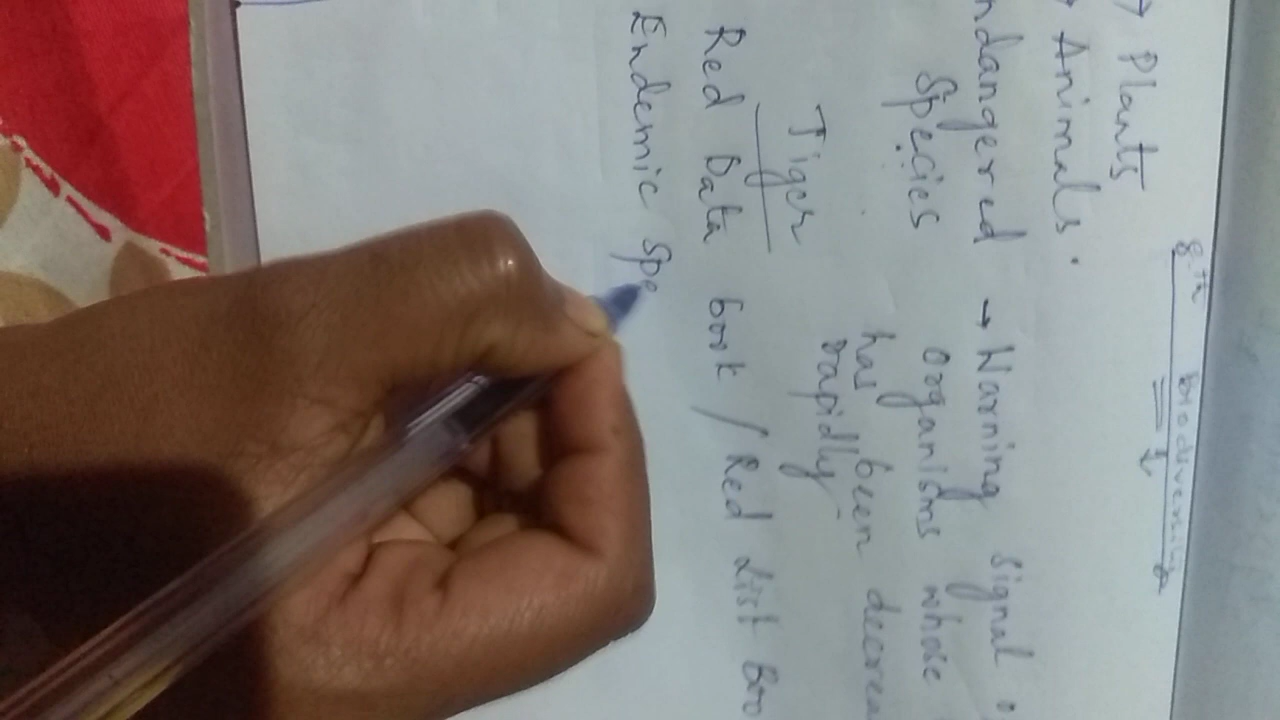 8th Biodiversity
→ Plants
→ Animals.
ndangered → Warning signal o
Species organisms whose
has been decrea
Tiger rapidly
Red Data book / Red List Boo
Endemic Spe